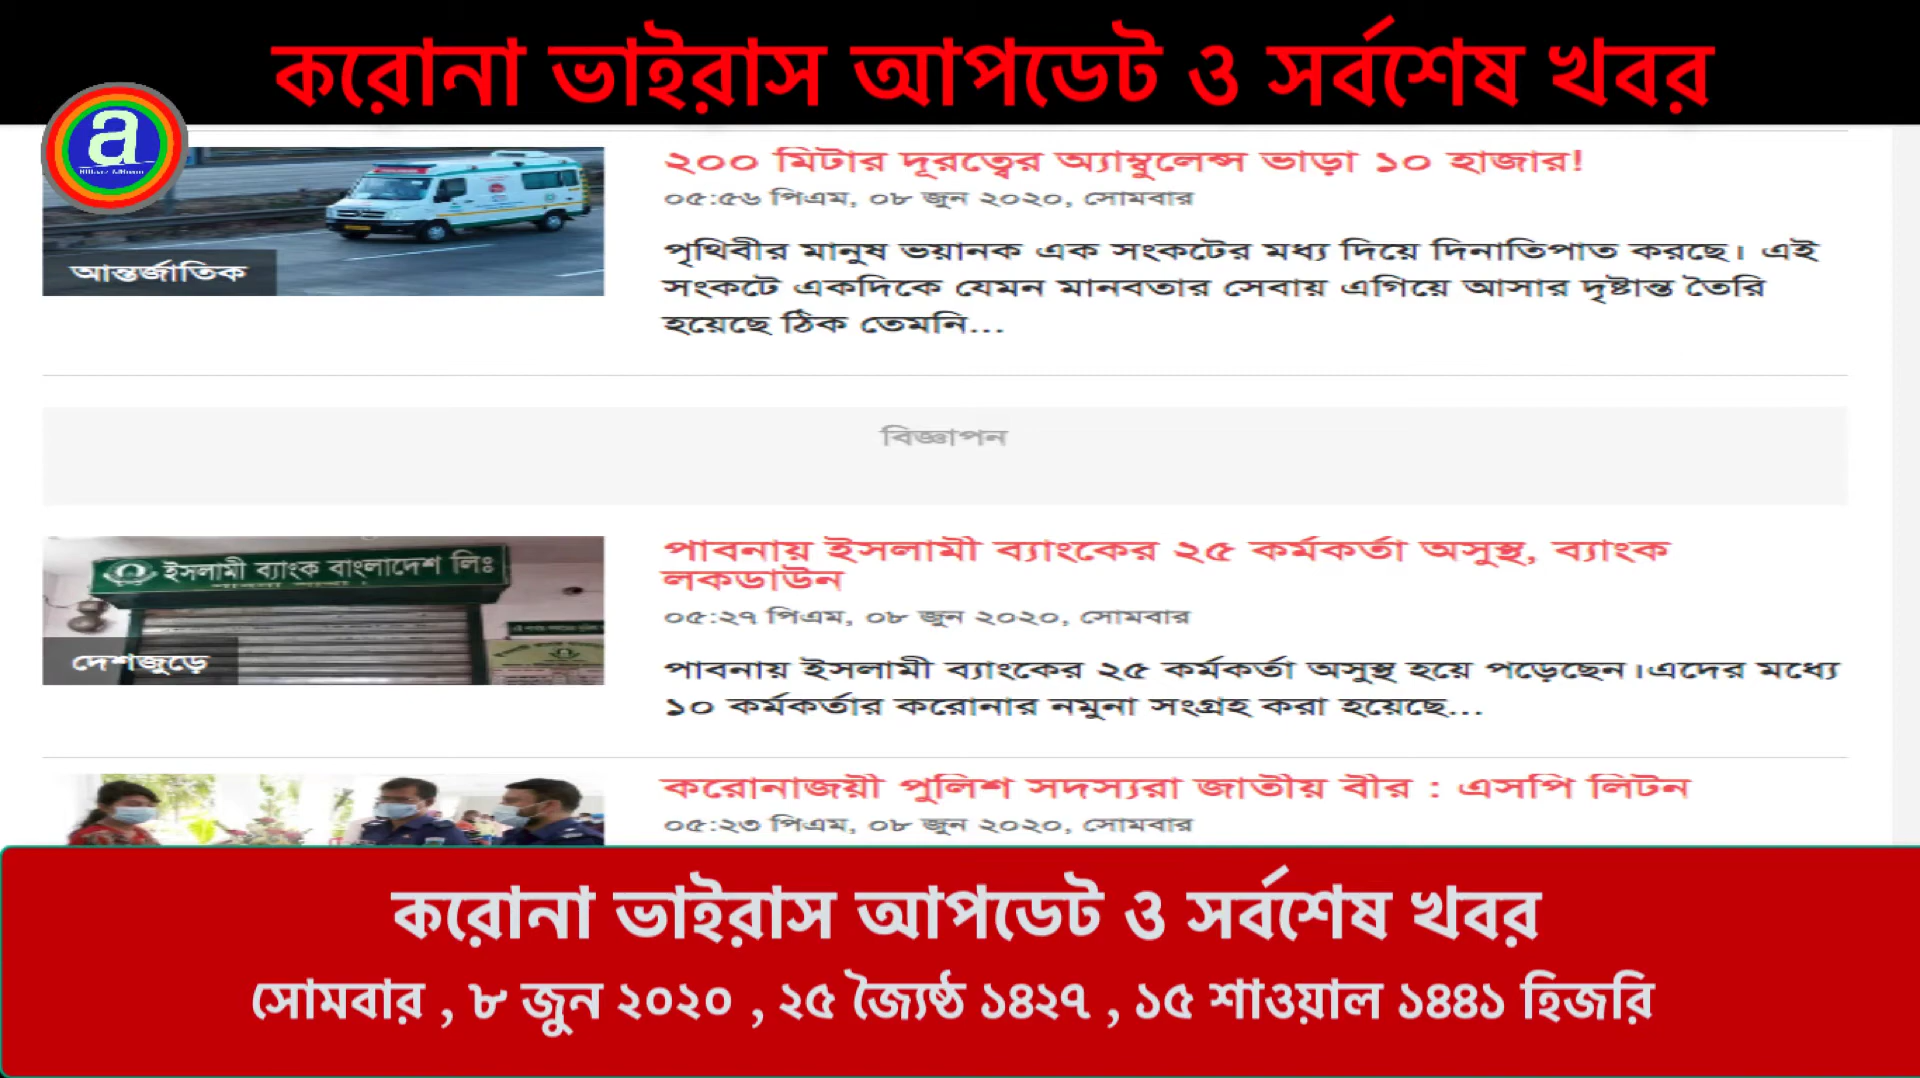 করোনা ভাইরাস আপডেট ও সর্বশেষ খবর
a
২০০ মিটার দূরত্বের অ্যাম্বুলেন্স ভাড়া ১০ হাজার!
০৫:৫৬ পিএম, ০৮ জুন ২০২০, সোমবার
আন্তর্জাতিক
পৃথিবীর মানুষ ভয়ানক এক সংকটের মধ্য দিয়ে দিনাতিপাত করছে। এই
সংকটে একদিকে যেমন মানবতার সেবায় এগিয়ে আসার দৃষ্টান্ত তৈরি
হয়েছে ঠিক তেমনি...
বিজ্ঞাপন
ইসলামী ব্যাংক বাংলাদেশ লিঃ
দেশজুড়ে
পাবনায় ইসলামী ব্যাংকের ২৫ কর্মকর্তা অসুস্থ, ব্যাংক
লকডাউন
০৫:২৭ পিএম, ০৮ জুন ২০২০, সোমবার
পাবনায় ইসলামী ব্যাংকের ২৫ কর্মকর্তা অসুস্থ হয়ে পড়েছেন।এদের মধ্যে
১০ কর্মকর্তার করোনার নমুনা সংগ্রহ করা হয়েছে...
করোনাজয়ী পুলিশ সদস্যরা জাতীয় বীর : এসপি লিটন
০৫:২৩ পিএম, ০৮ জুন ২০২০, সোমবার
করোনা ভাইরাস আপডেট ও সর্বশেষ খবর
সোমবার , ৮ জুন ২০২০ , ২৫ জ্যৈষ্ঠ ১৪২৭ , ১৫ শাওয়াল ১৪৪১ হিজরি